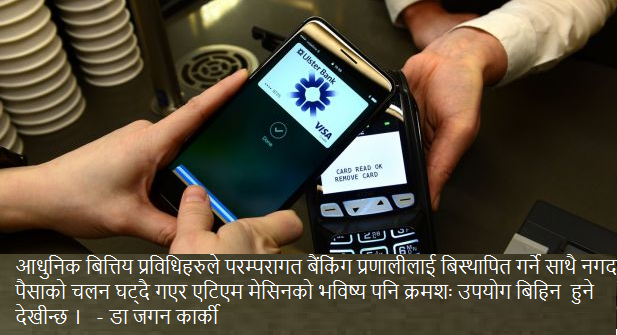 Ulster Bank
VISA
Done
CARD READ OK
REMOVE CARD
आधुनिक बित्तिय प्रविधिहरुले परम्परागत बैंकिंग प्रणालीलाई बिस्थापित गर्ने साथै नगद
पैसाको चलन घट्दै गएर एटिएम मेसिनको भविष्य पनि क्रमशः उपयोग बिहिन हुने
देखीन्छ । - डा जगन कार्की